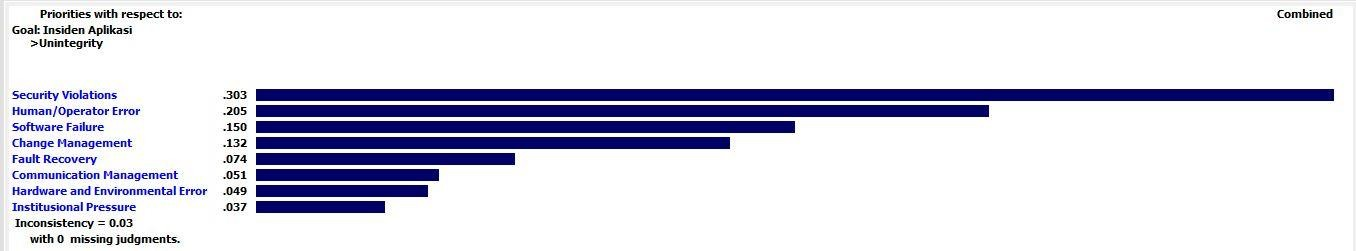 Priorities with respect to: Combined
Goal: Insiden Aplikasi
>Unintegrity
Security Violations .303
Human/Operator Error .205
Software Failure .150
Change Management .132
Fault Recovery .074
Communication Management .051
Hardware and Environmental Error .049
Institusional Pressure .037
Inconsistency = 0.03
with 0 missing judgments.